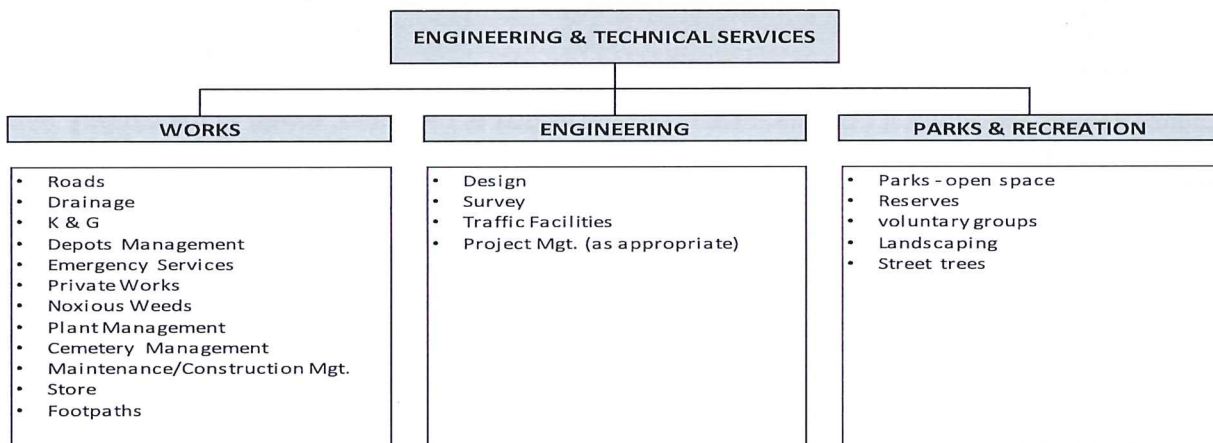 ENGINEERING & TECHNICAL SERVICES
WORKS
• Roads
• Drainage
• K & G
• Depots Management
• Emergency Services
• Private Works
• Noxious Weeds
• Plant Management
• Cemetery Management
• Maintenance/Construction Mgt.
• Store
• Footpaths
ENGINEERING
• Design
• Survey
• Traffic Facilities
• Project Mgt. (as appropriate)
PARKS & RECREATION
• Parks - open space
• Reserves
• voluntary groups
• Landscaping
• Street trees